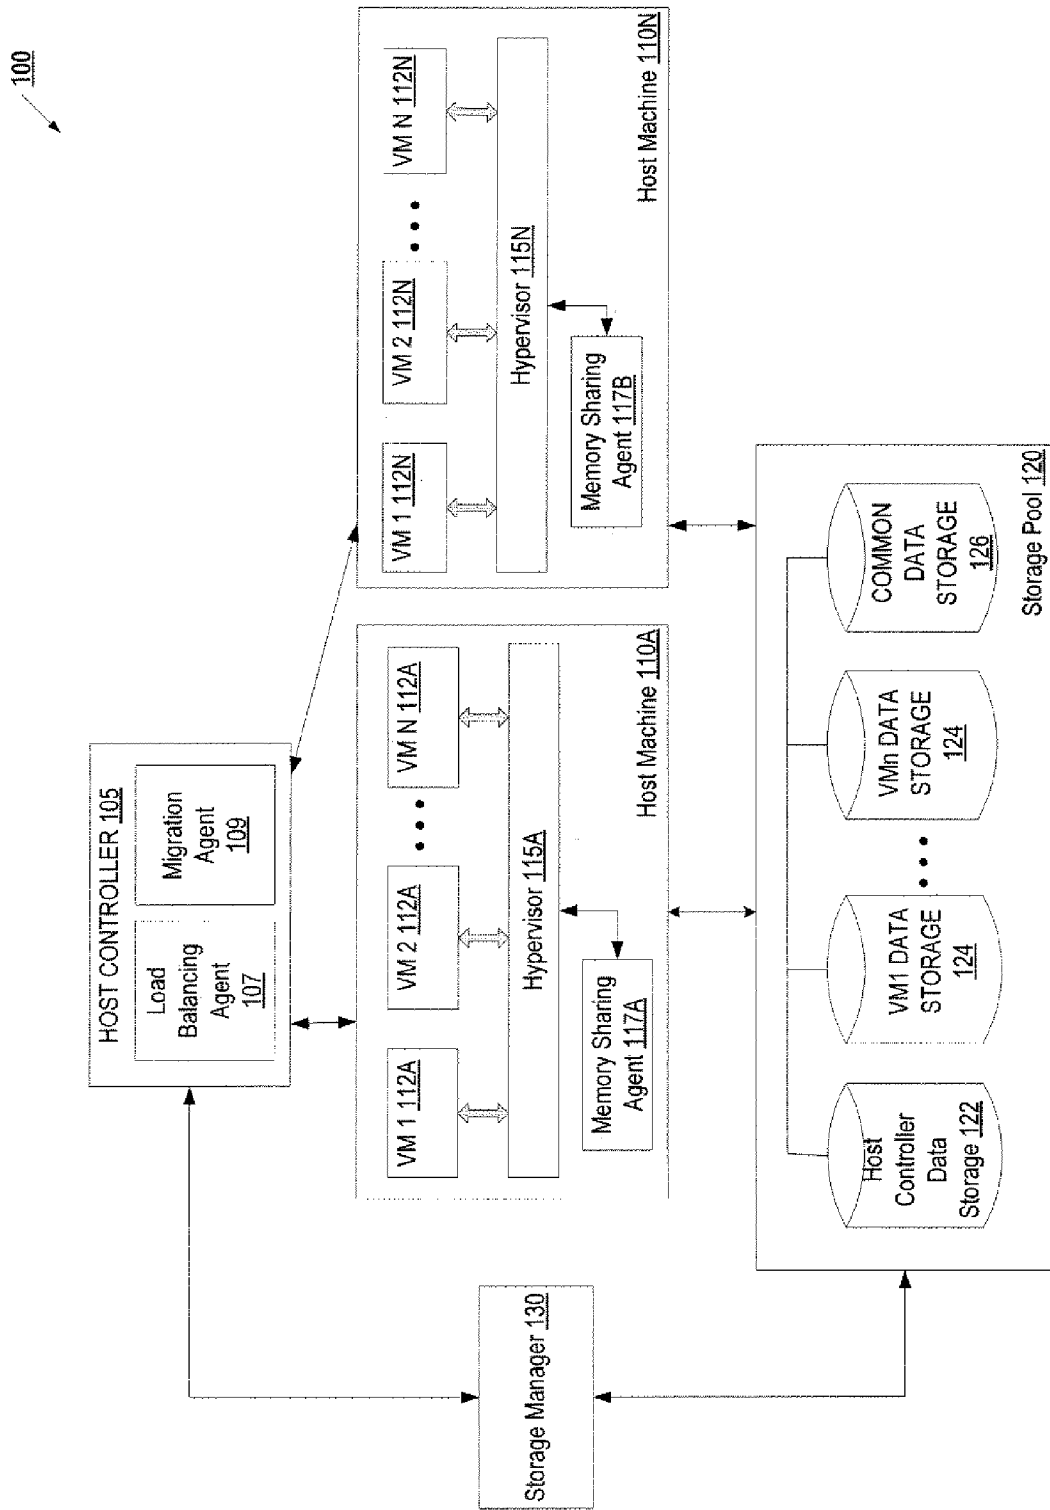 100
HOST CONTROLLER 105
Load
Balancing
Agent
107
Migration
Agent
109
VM 1 112A
VM 2 112A
VM N 112A
Hypervisor 115A
Memory Sharing
Agent 117A
Host Machine 110A
VM 1 112N
VM 2 112N
VM N 112N
Hypervisor 115N
Memory Sharing
Agent 117B
Host Machine 110N
Storage Manager 130
Host
Controller
Data
Storage 122
VM1 DATA
STORAGE
124
VMn DATA
STORAGE
124
COMMON
DATA
STORAGE
126
Storage Pool 120